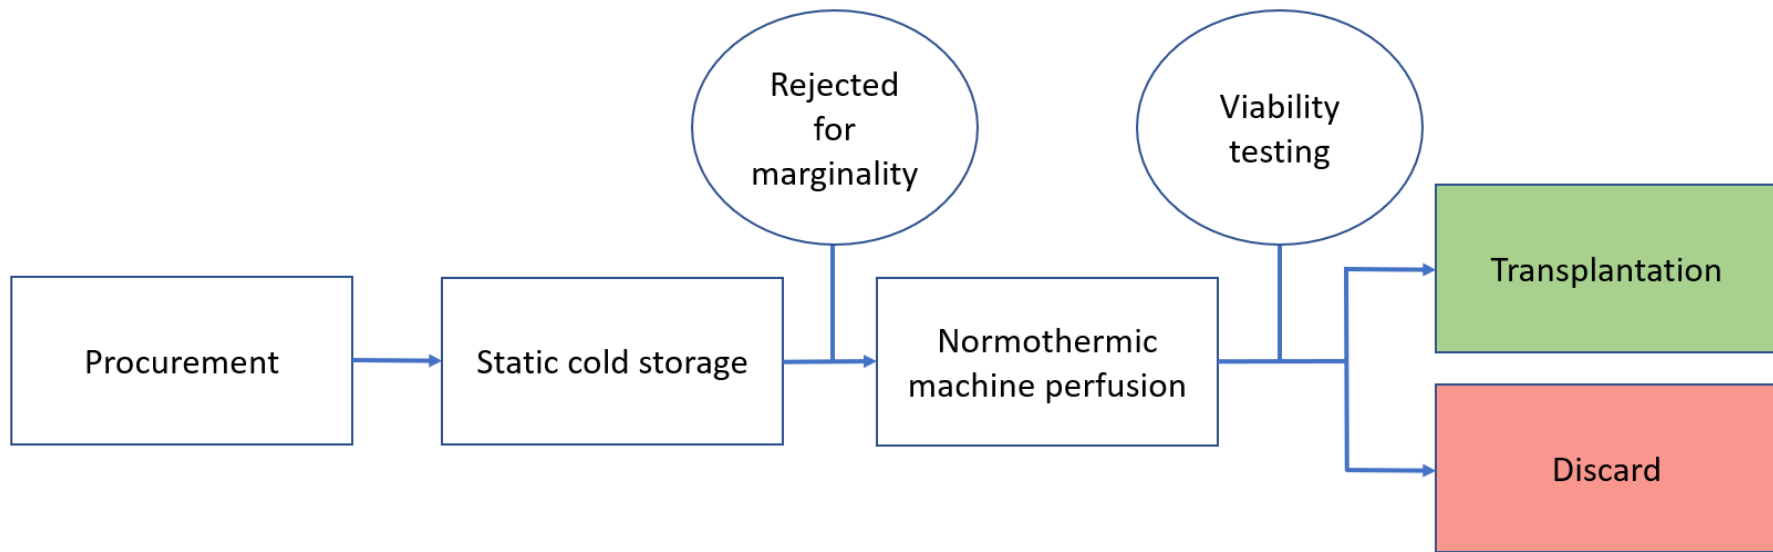 Rejected
for
marginality
Viability
testing
Procurement
Static cold storage
Normothermic
machine perfusion
Transplantation
Discard